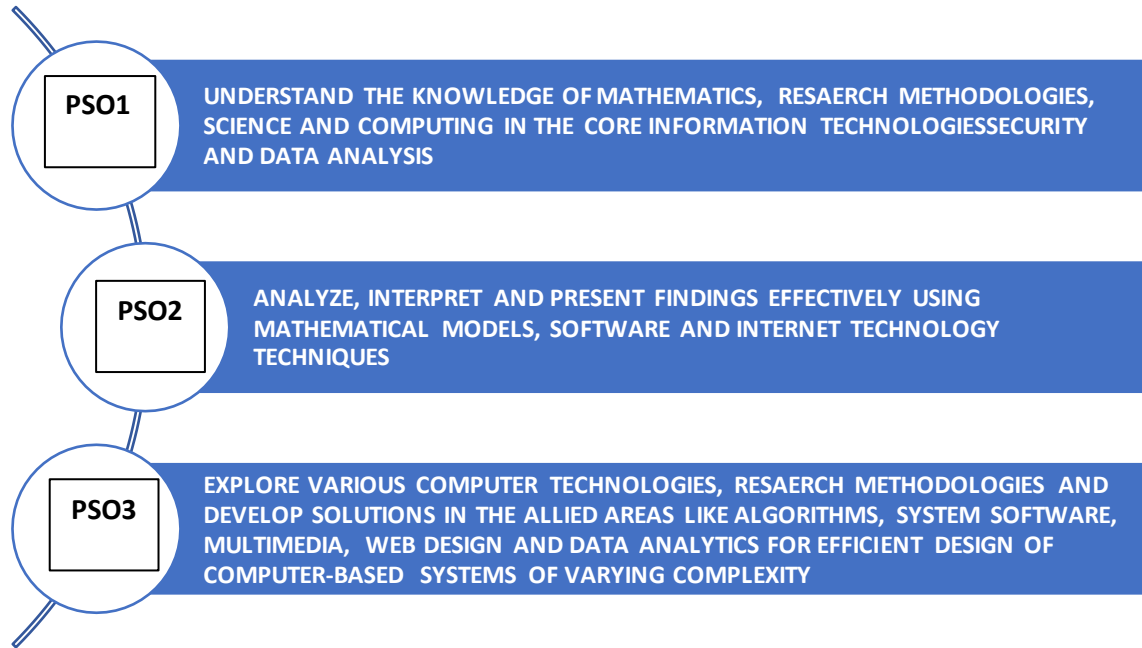 PSO1
UNDERSTAND THE KNOWLEDGE OF MATHEMATICS, RESAERCH METHODOLOGIES,
SCIENCE AND COMPUTING IN THE CORE INFORMATION TECHNOLOGIESSECURITY
AND DATA ANALYSIS
PSO2
ANALYZE, INTERPRET AND PRESENT FINDINGS EFFECTIVELY USING
MATHEMATICAL MODELS, SOFTWARE AND INTERNET TECHNOLOGY
TECHNIQUES
PSO3
EXPLORE VARIOUS COMPUTER TECHNOLOGIES, RESAERCH METHODOLOGIES AND
DEVELOP SOLUTIONS IN THE ALLIED AREAS LIKE ALGORITHMS, SYSTEM SOFTWARE,
MULTIMEDIA, WEB DESIGN AND DATA ANALYTICS FOR EFFICIENT DESIGN OF
COMPUTER-BASED SYSTEMS OF VARYING COMPLEXITY